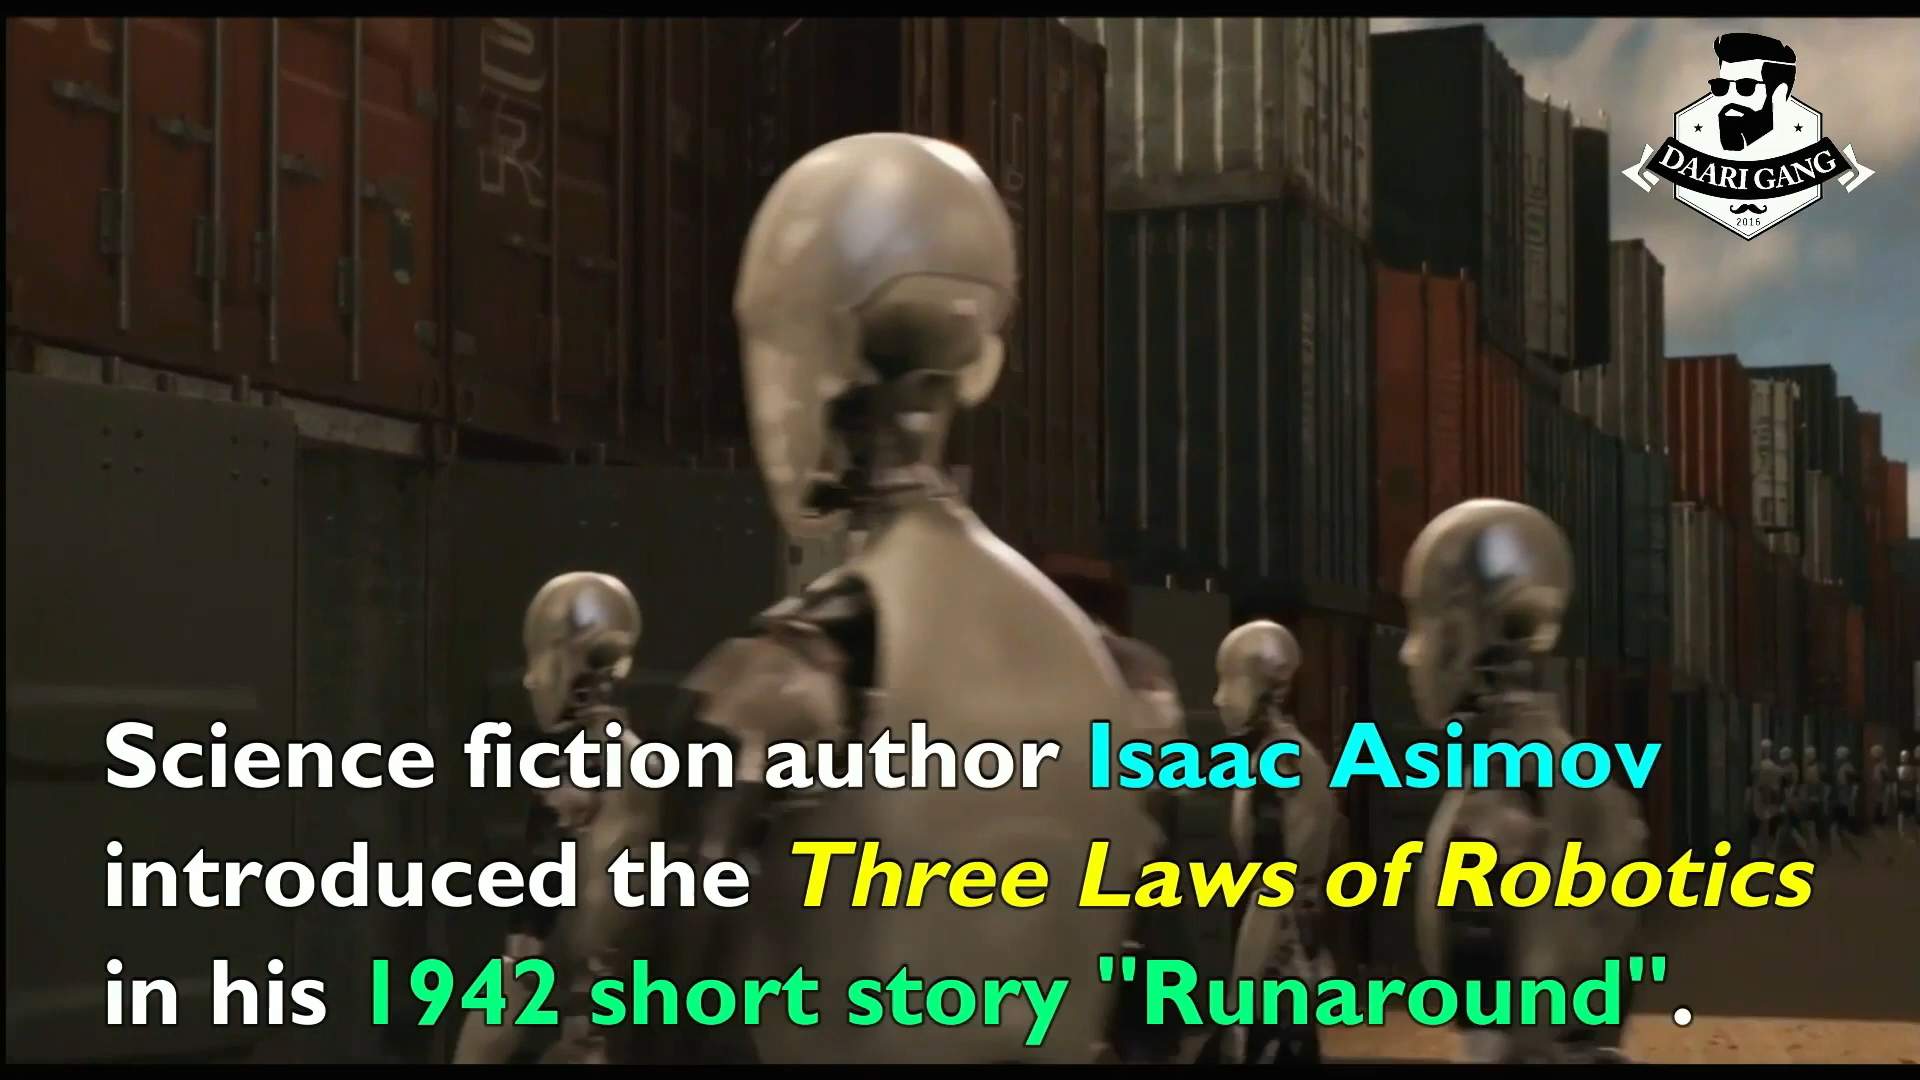 DAARI GANG
2016
Science fiction author Isaac Asimov
introduced the Three Laws of Robotics
in his 1942 short story "Runaround".